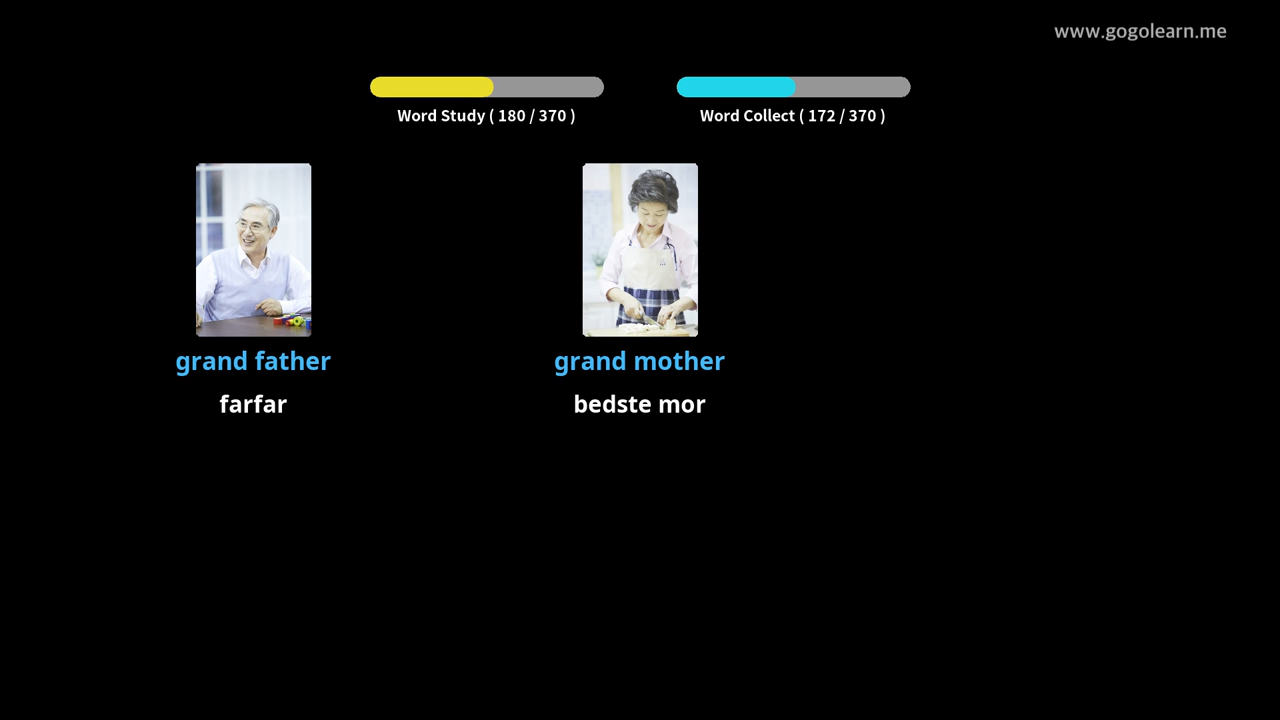 www.gogolearn.me
Word Study ( 180 / 370 )
Word Collect ( 172 / 370 )
grand father
farfar
grand mother
bedste mor